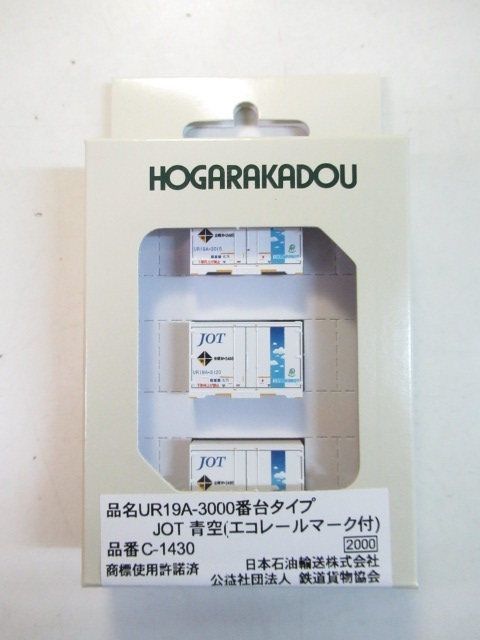 HOGARAKADOU
UR19A-
JOT
UR19A-
JOT
品名UR19A-3000番台タイプ
JOT 青空(エコレールマーク付)
品番C-1430
2000
商標使用許諾済
日本石油輸送株式会社
公益社団法人 鉄道貨物協会